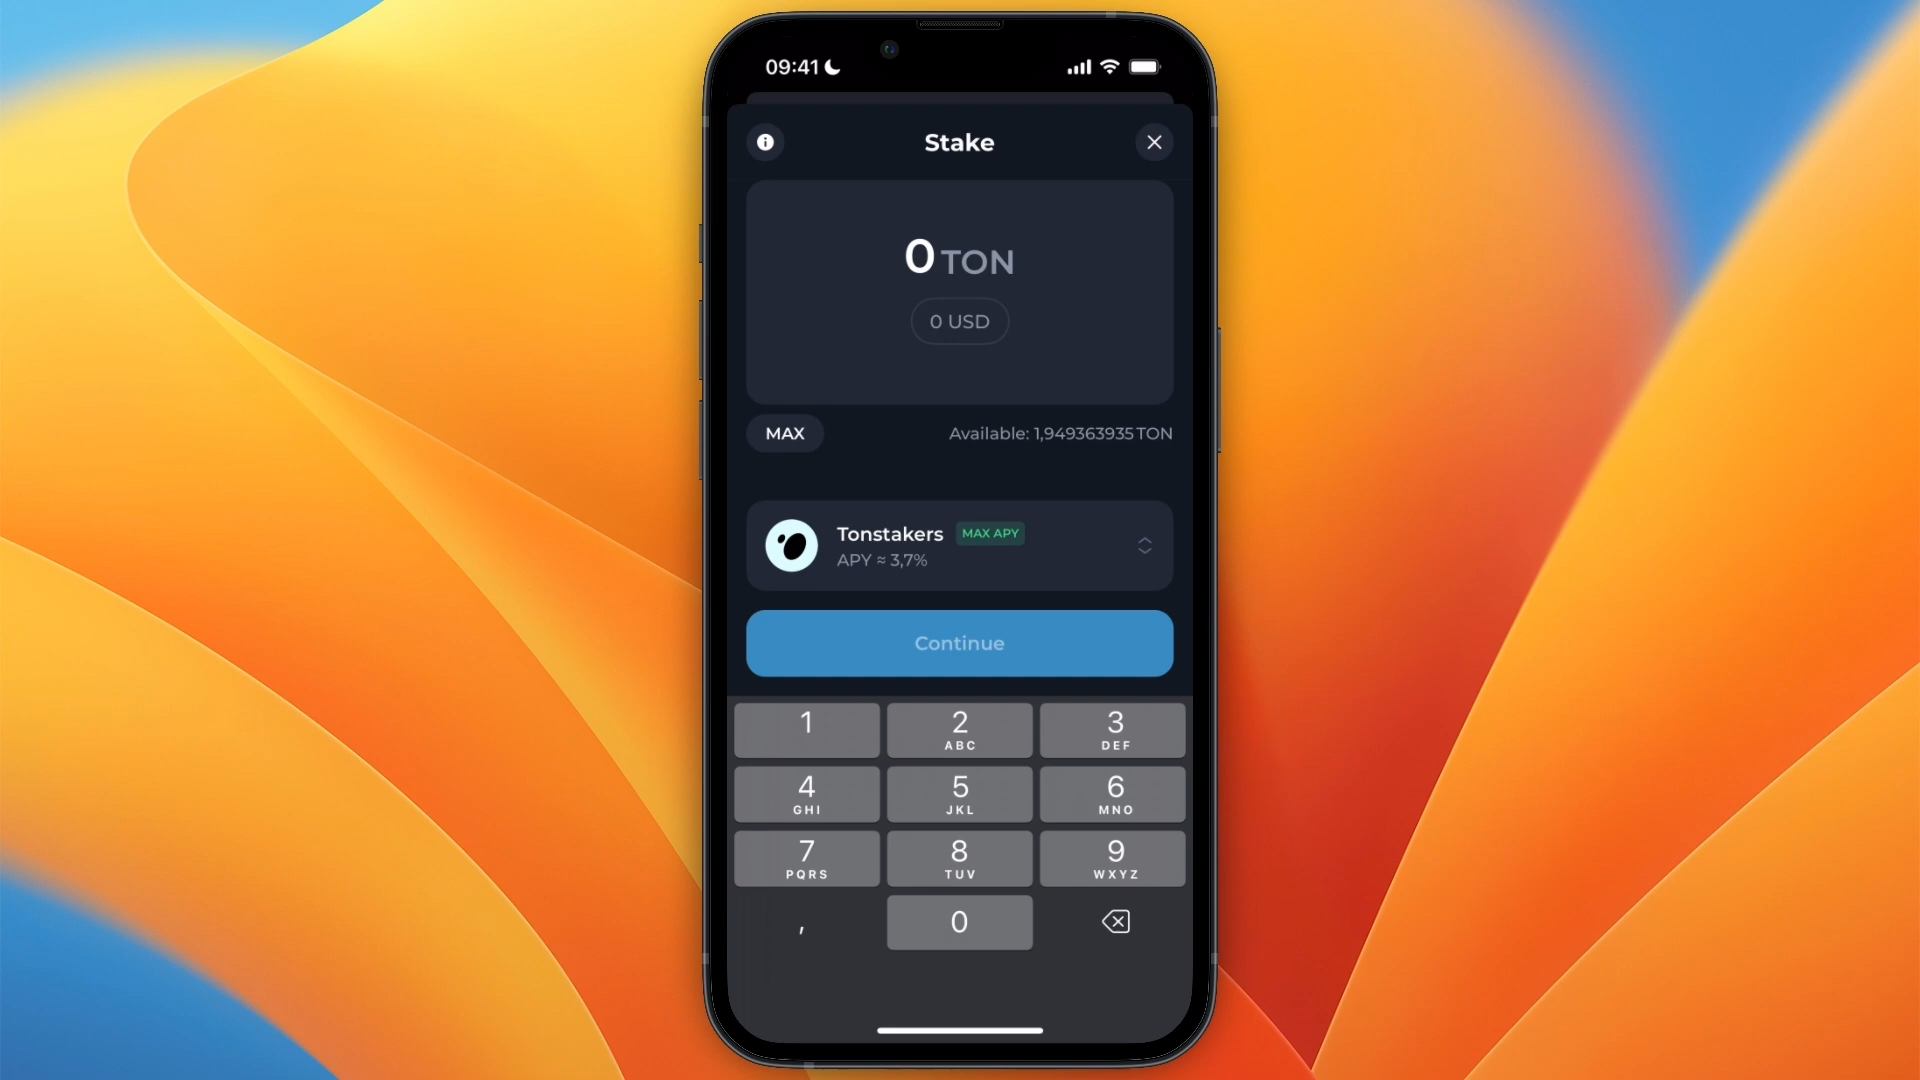 09:41
Stake
0 TON
0 USD
MAX
Available: 1,949363935 TON
Tonstakers MAX APY
APY ≈ 3,7%
Continue
1
2
ABC
3
DEF
4
GHI
5
JKL
6
MNO
7
PQRS
8
TUV
9
WXYZ
,
0